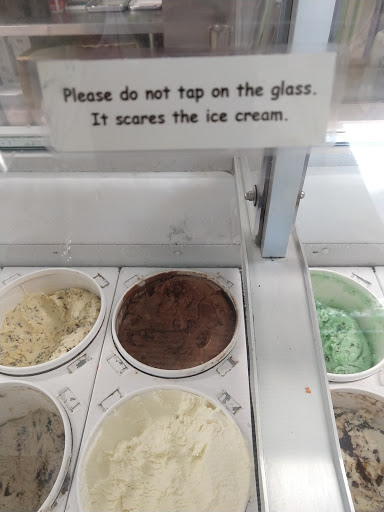 Please do not tap on the glass.
It scares the ice cream.